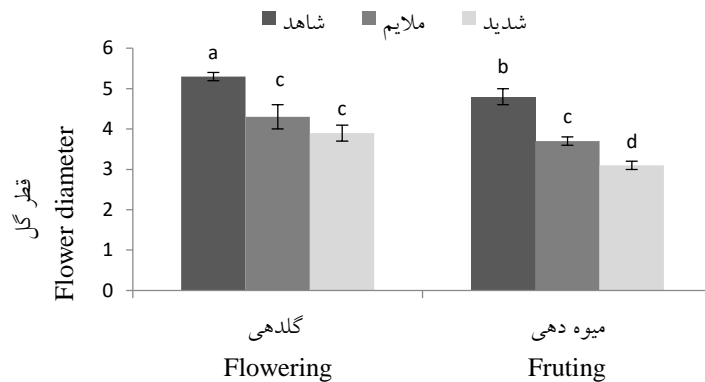 شاهد
ملایم
شدید
6
5
4
3
2
1
0
قطر گل
Flower diameter
a
c
c
b
c
d
گلدهی
Flowering
میوه دهی
Fruting